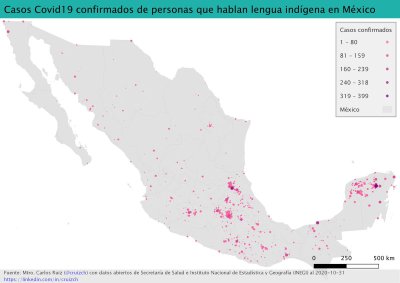 Casos Covid19 confirmados de personas que hablan lengua indígena en México
Casos confirmados
1 - 80
81 - 159
160 - 239
240 - 318
319 - 399
México
0 250 500 km
Fuente: Mtro. Carlos Ruiz (@cruizch) con datos abiertos de Secretaría de Salud e Instituto Nacional de Estadística y Geografía (INEGI) al 2020-10-31
https://linkedin.com/in/cruizch